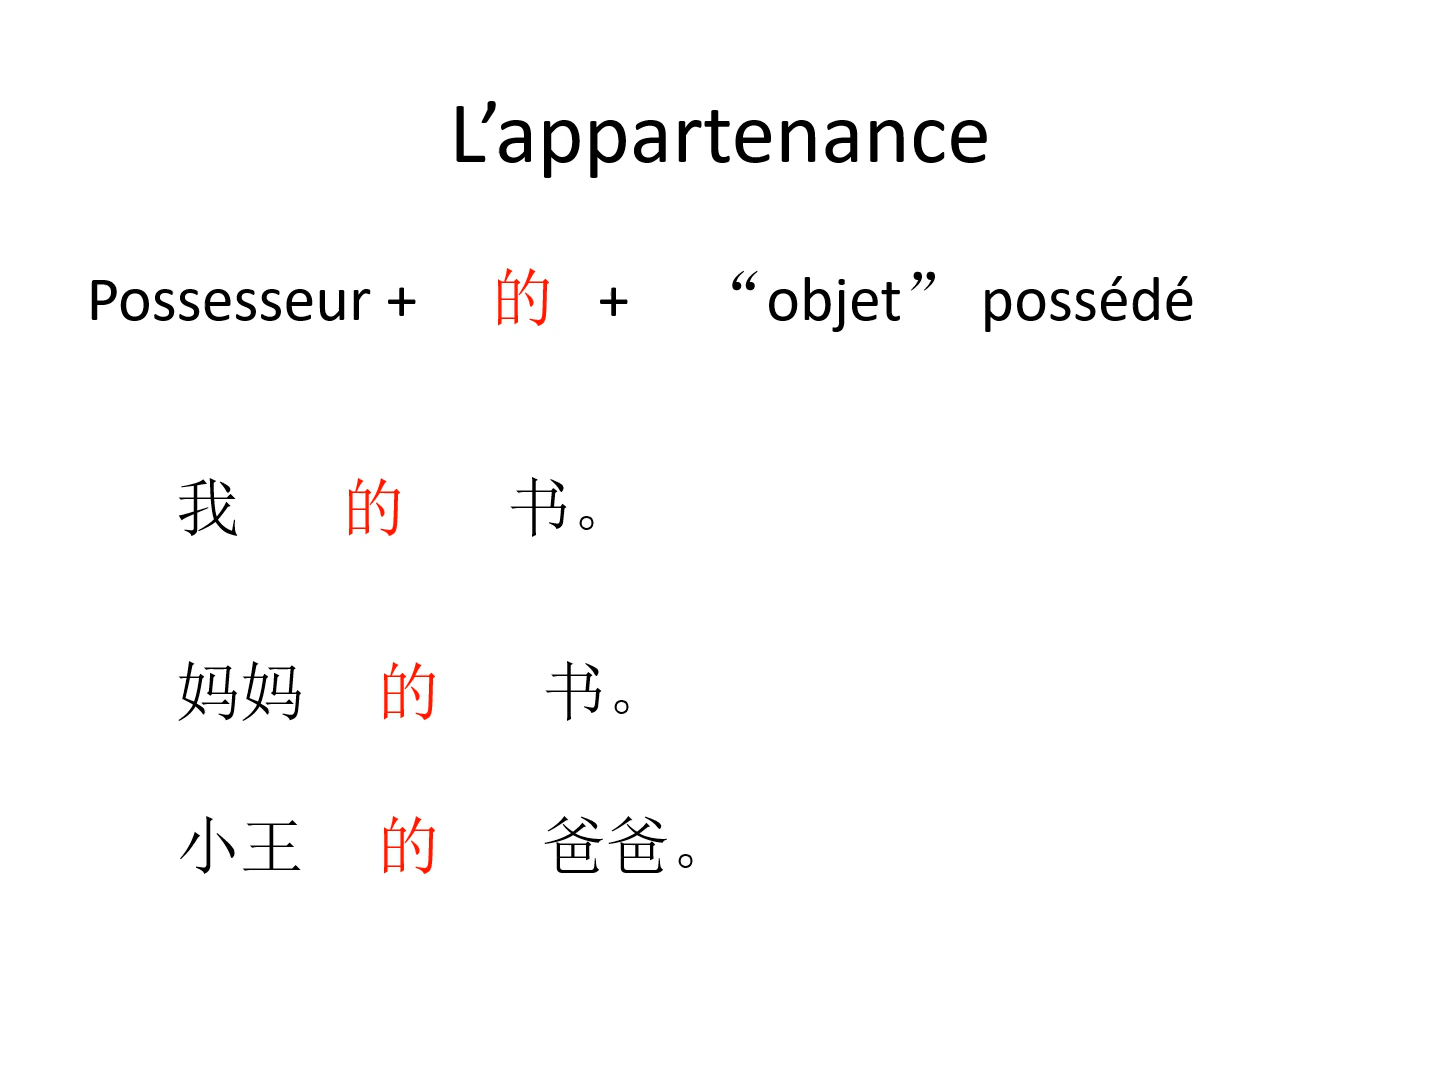 L’appartenance
Possesseur + 的 + “objet” possédé
我 的 书。
妈妈 的 书。
小王 的 爸爸。